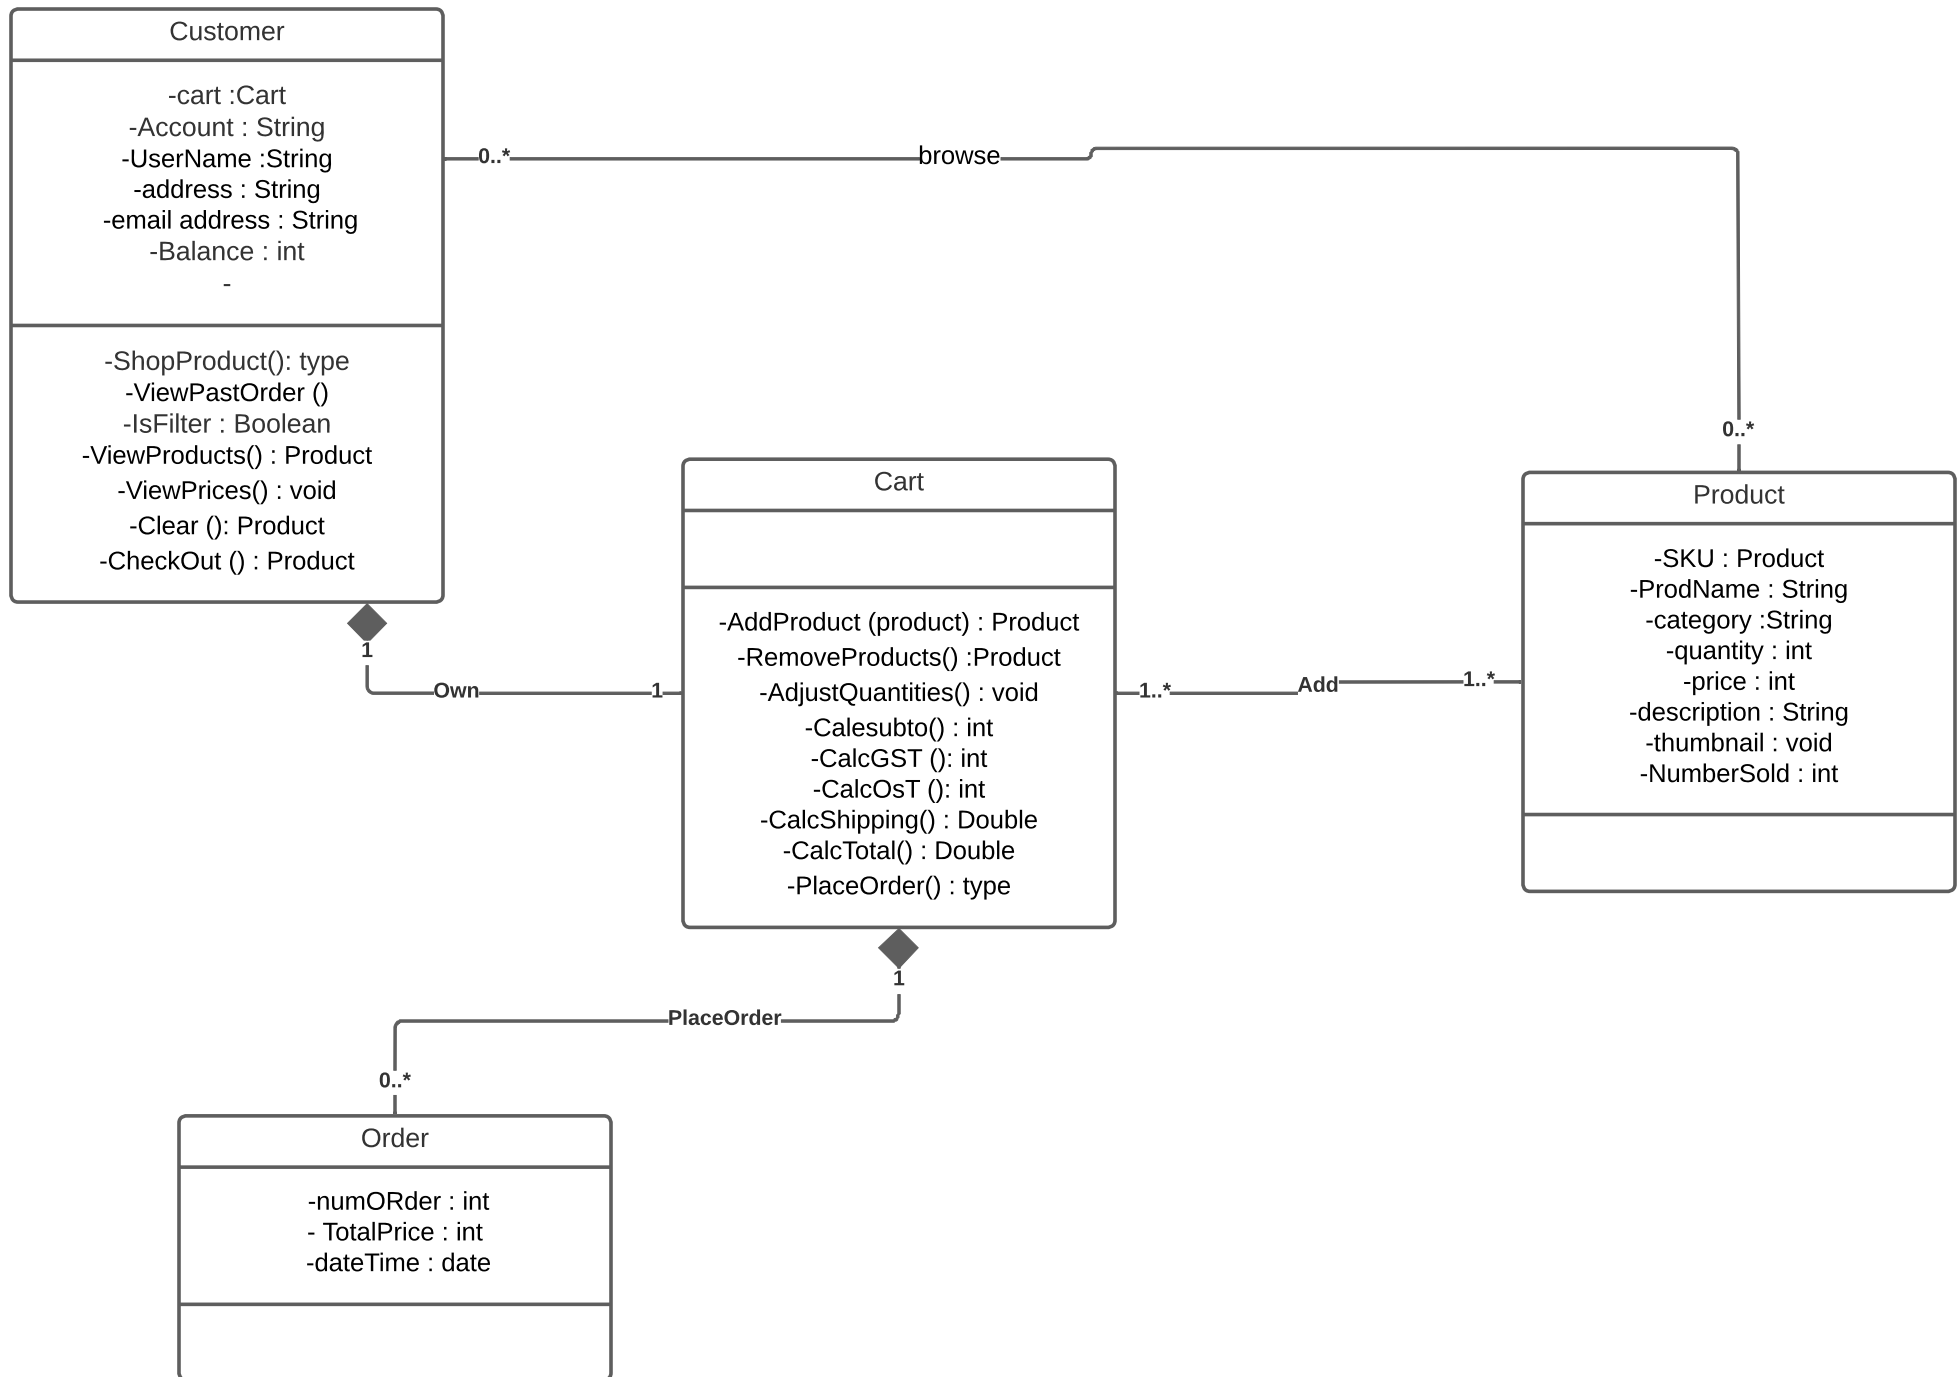 Customer
-cart :Cart
-Account : String
-UserName :String
-address : String
-email address : String
-Balance : int
-
-ShopProduct(): type
-ViewPastOrder ()
-IsFilter : Boolean
-ViewProducts() : Product
-ViewPrices() : void
-Clear (): Product
-CheckOut () : Product
0..*
browse
0..*
1
Own
1
Cart
-AddProduct (product) : Product
-RemoveProducts() :Product
-AdjustQuantities() : void
-Calesubto() : int
-CalcGST (): int
-CalcOsT (): int
-CalcShipping() : Double
-CalcTotal() : Double
-PlaceOrder() : type
1..*
Add
1..*
Product
-SKU : Product
-ProdName : String
-category :String
-quantity : int
-price : int
-description : String
-thumbnail : void
-NumberSold : int
1
PlaceOrder
0..*
Order
-numORder : int
- TotalPrice : int
-dateTime : date